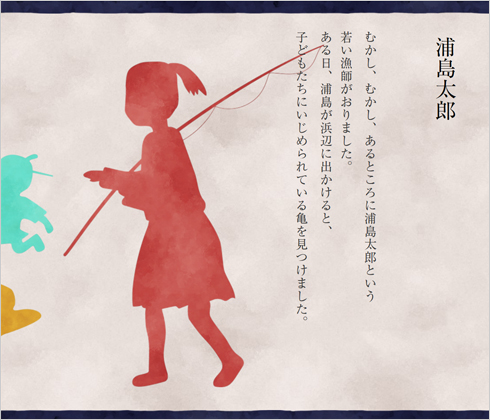 浦島太郎
むかし、むかし、あるところに浦島太郎という
若い漁師がおりました。
ある日、浦島が浜辺に出かけると、
子どもたちにいじめられている亀を見つけました。